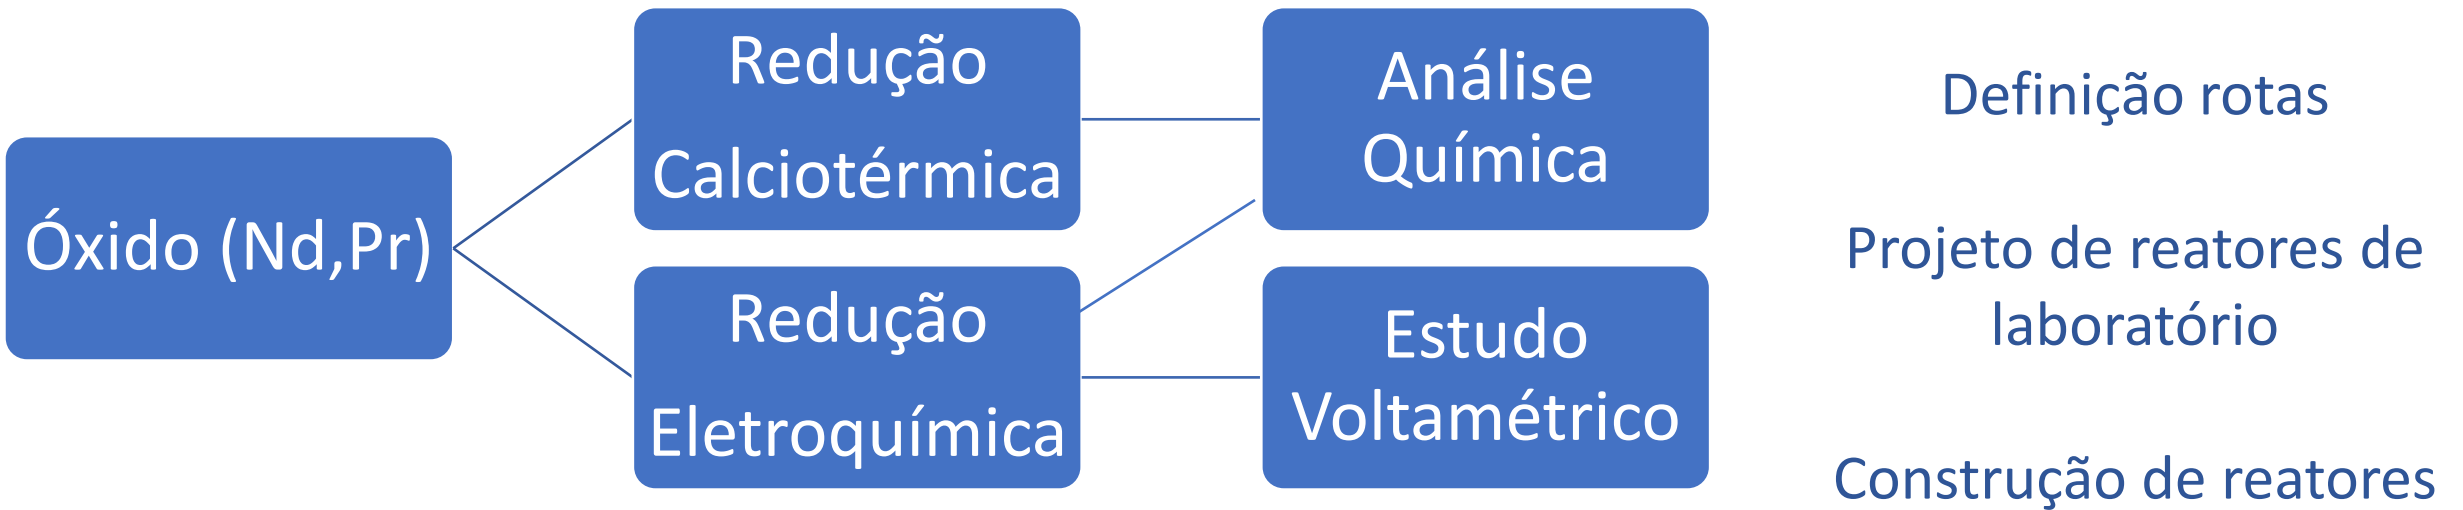 Óxido (Nd,Pr)
Redução
Calciotérmica
Redução
Eletroquímica
Análise
Química
Estudo
Voltamétrico
Definição rotas
Projeto de reatores de
laboratório
Construção de reatores